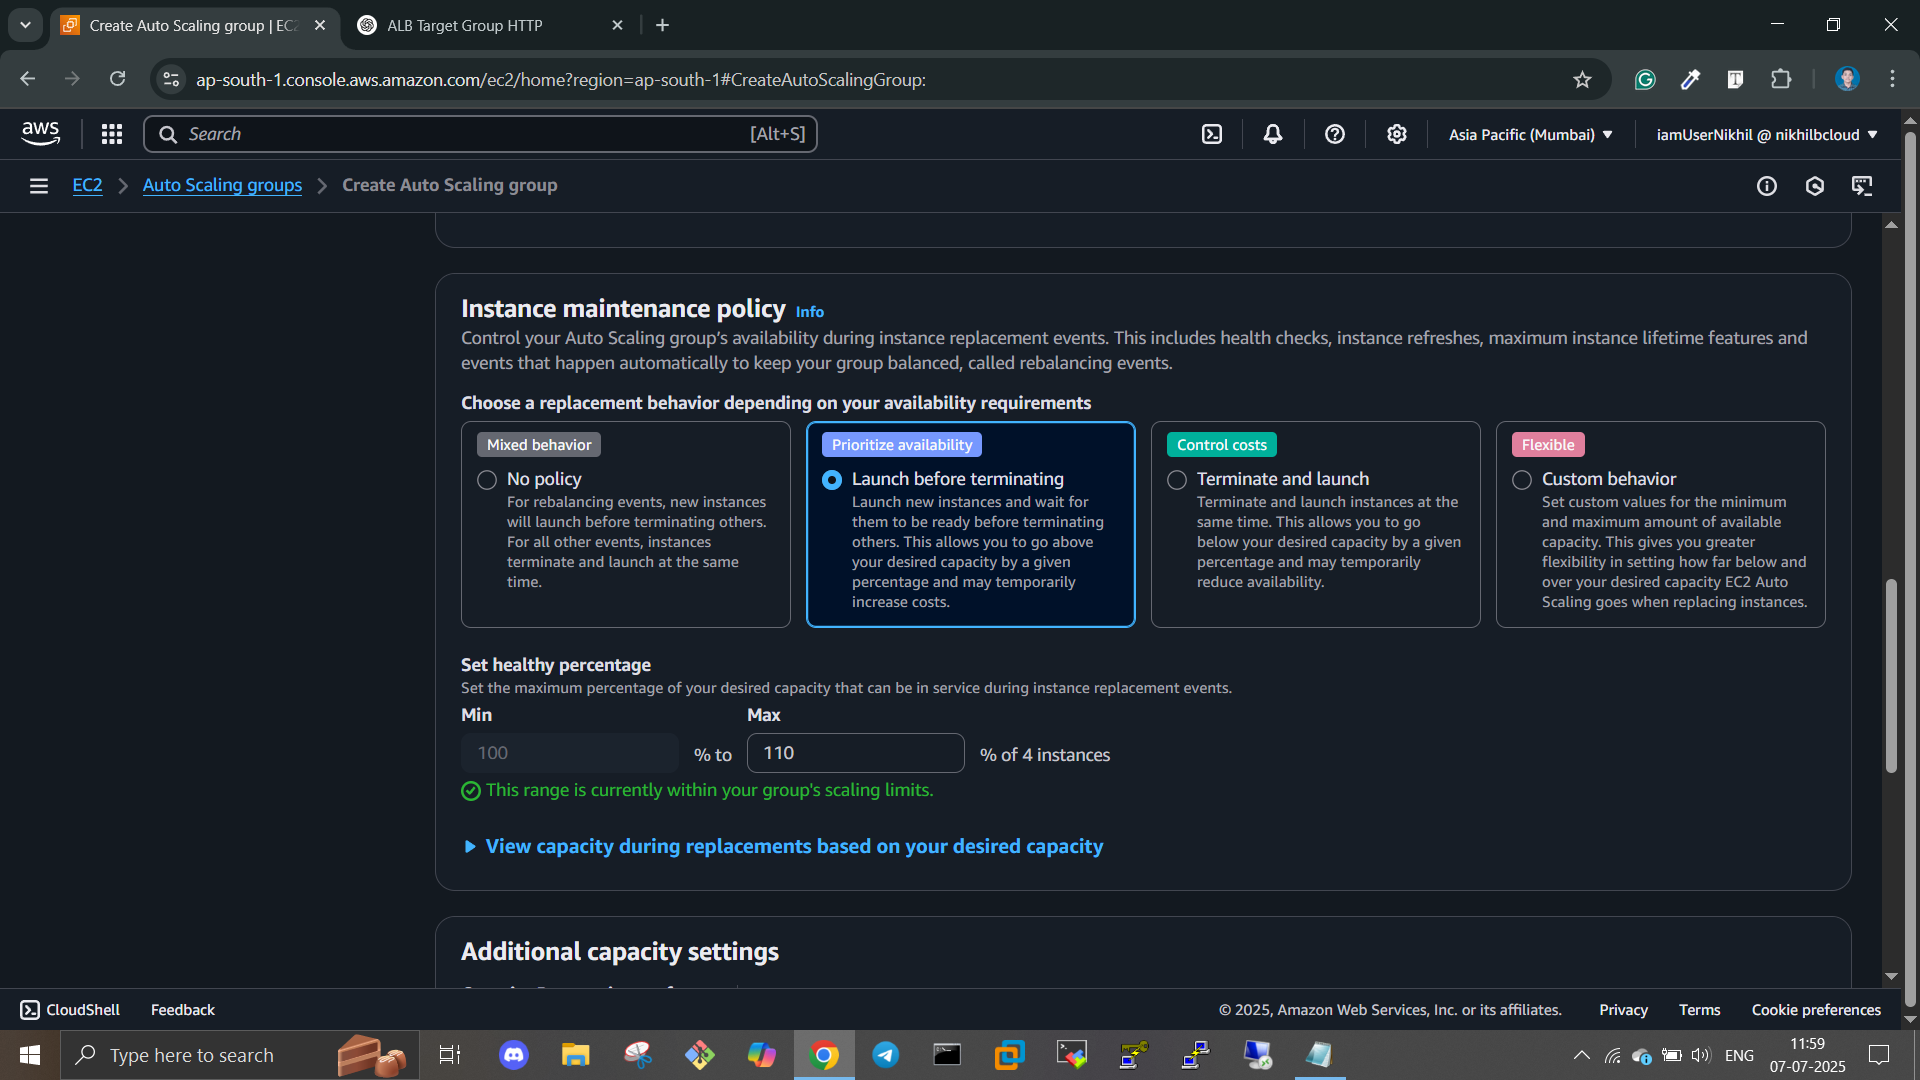 Create Auto Scaling group | EC2
ALB Target Group HTTP
ap-south-1.console.aws.amazon.com/ec2/home?region=ap-south-1#CreateAutoScalingGroup:
aws
Search
[Alt+S]
Asia Pacific (Mumbai)
iamUserNikhil @ nikhilbcloud
EC2
Auto Scaling groups
Create Auto Scaling group
Instance maintenance policy Info
Control your Auto Scaling group's availability during instance replacement events. This includes health checks, instance refreshes, maximum instance lifetime features and
events that happen automatically to keep your group balanced, called rebalancing events.
Choose a replacement behavior depending on your availability requirements
Mixed behavior
No policy
For rebalancing events, new instances
will launch before terminating others.
For all other events, instances
terminate and launch at the same
time.
Prioritize availability
Launch before terminating
Launch new instances and wait for
them to be ready before terminating
others. This allows you to go above
your desired capacity by a given
percentage and may temporarily
increase costs.
Control costs
Terminate and launch
Terminate and launch instances at the
same time. This allows you to go
below your desired capacity by a given
percentage and may temporarily
reduce availability.
Flexible
Custom behavior
Set custom values for the minimum
and maximum amount of available
capacity. This gives you greater
flexibility in setting how far below and
over your desired capacity EC2 Auto
Scaling goes when replacing instances.
Set healthy percentage
Set the maximum percentage of your desired capacity that can be in service during instance replacement events.
Min
Max
100 % to 110 % of 4 instances
This range is currently within your group's scaling limits.
View capacity during replacements based on your desired capacity
Additional capacity settings
CloudShell
Feedback
© 2025, Amazon Web Services, Inc. or its affiliates.
Privacy
Terms
Cookie preferences
Type here to search
ENG
11:59
07-07-2025